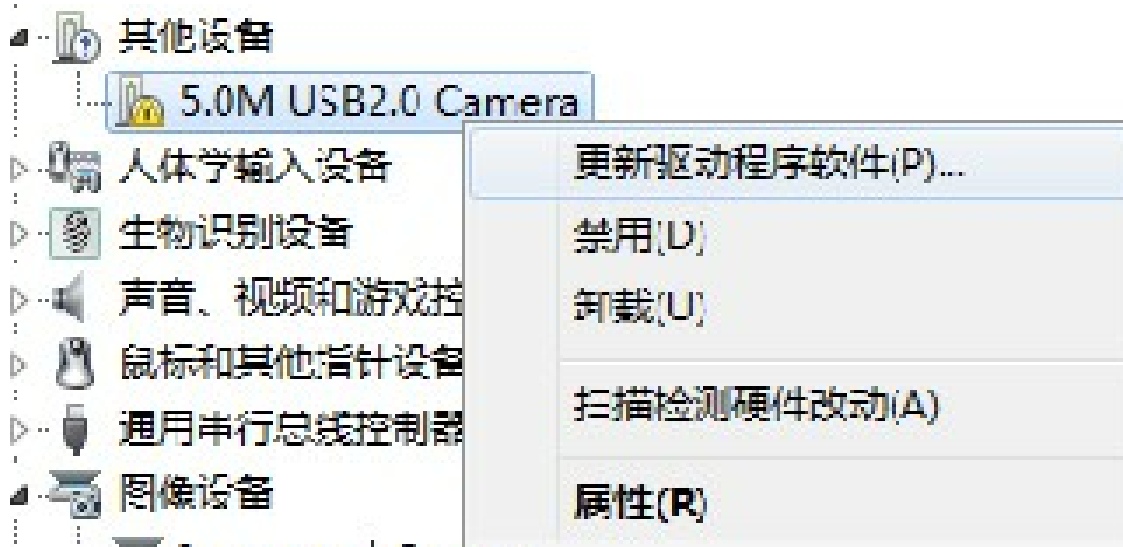 其他设备
5.0M USB2.0 Camera
人体学输入设备
生物识别设备
声音、视频和游戏控
鼠标和其他指针设备
通用串行总线控制器
图像设备
更新驱动程序软件(P)...
禁用(D)
卸载(U)
扫描检测硬件改动(A)
属性(R)